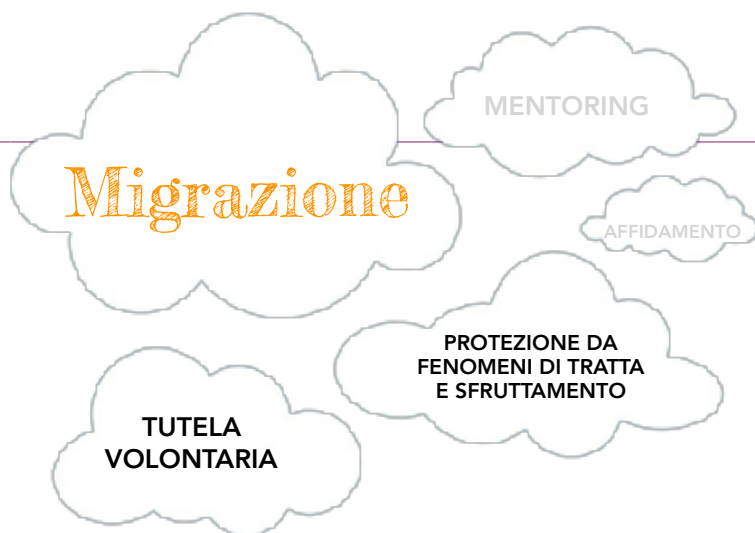 MENTORING
Migrazione
AFFIDAMENTO
PROTEZIONE DA
FENOMENI DI TRATTA
E SFRUTTAMENTO
TUTELA
VOLONTARIA